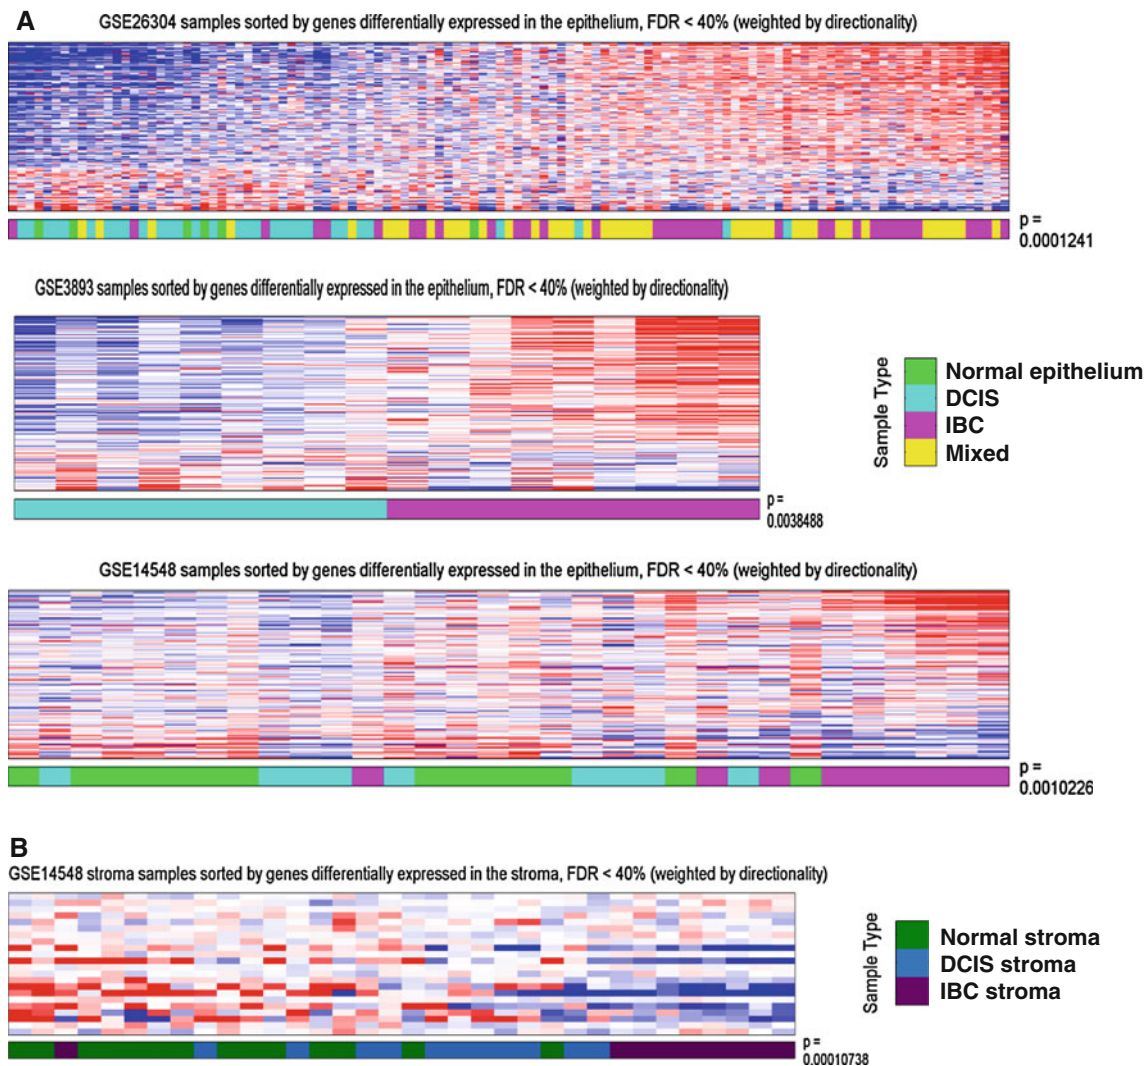 A
GSE26304 samples sorted by genes differentially expressed in the epithelium, FDR < 40% (weighted by directionality)
p =
0.0001241
GSE3893 samples sorted by genes differentially expressed in the epithelium, FDR < 40% (weighted by directionality)
p =
0.0038488
Sample Type
Normal epithelium
DCIS
IBC
Mixed
GSE14548 samples sorted by genes differentially expressed in the epithelium, FDR < 40% (weighted by directionality)
p =
0.0010226
B
GSE14548 stroma samples sorted by genes differentially expressed in the stroma, FDR < 40% (weighted by directionality)
p =
0.00010738
Sample Type
Normal stroma
DCIS stroma
IBC stroma